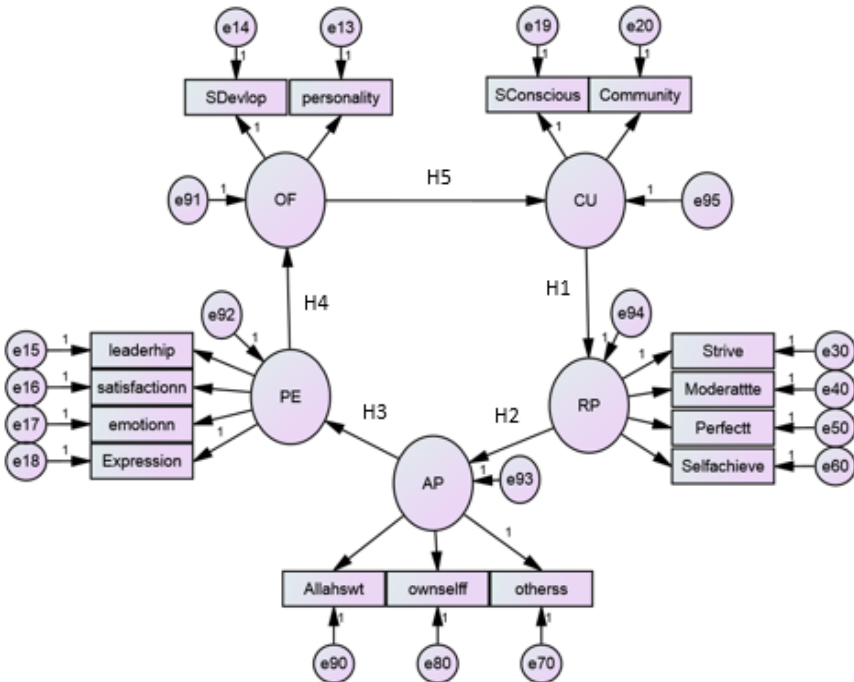 e14 e13 e19 e20
1 1 1 1
SDevlop personality SConscious Community
1 1
H5
e91 1 OF CU 1 e95
H4 H1
e92 e94
1 1
e15 1 leaderhip 1 Strive 1 e30
e16 1 satisfactionn PE RP Moderattte 1 e40
e17 1 emotionn H3 H2 Perfectt 1 e50
e18 1 Expression 1 Selfachieve 1 e60
AP 1 e93
1
Allahswt ownselff otherss
1 1 1
e90 e80 e70